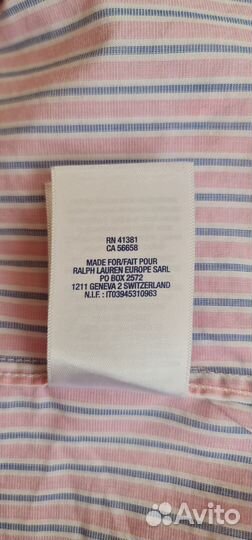 RN 41381
CA 56658
MADE FOR/FAIT POUR
RALPH LAUREN EUROPE SARL
PO BOX 2572
1211 GENEVA 2 SWITZERLAND
N.I.F. : IT03945310963
Avito